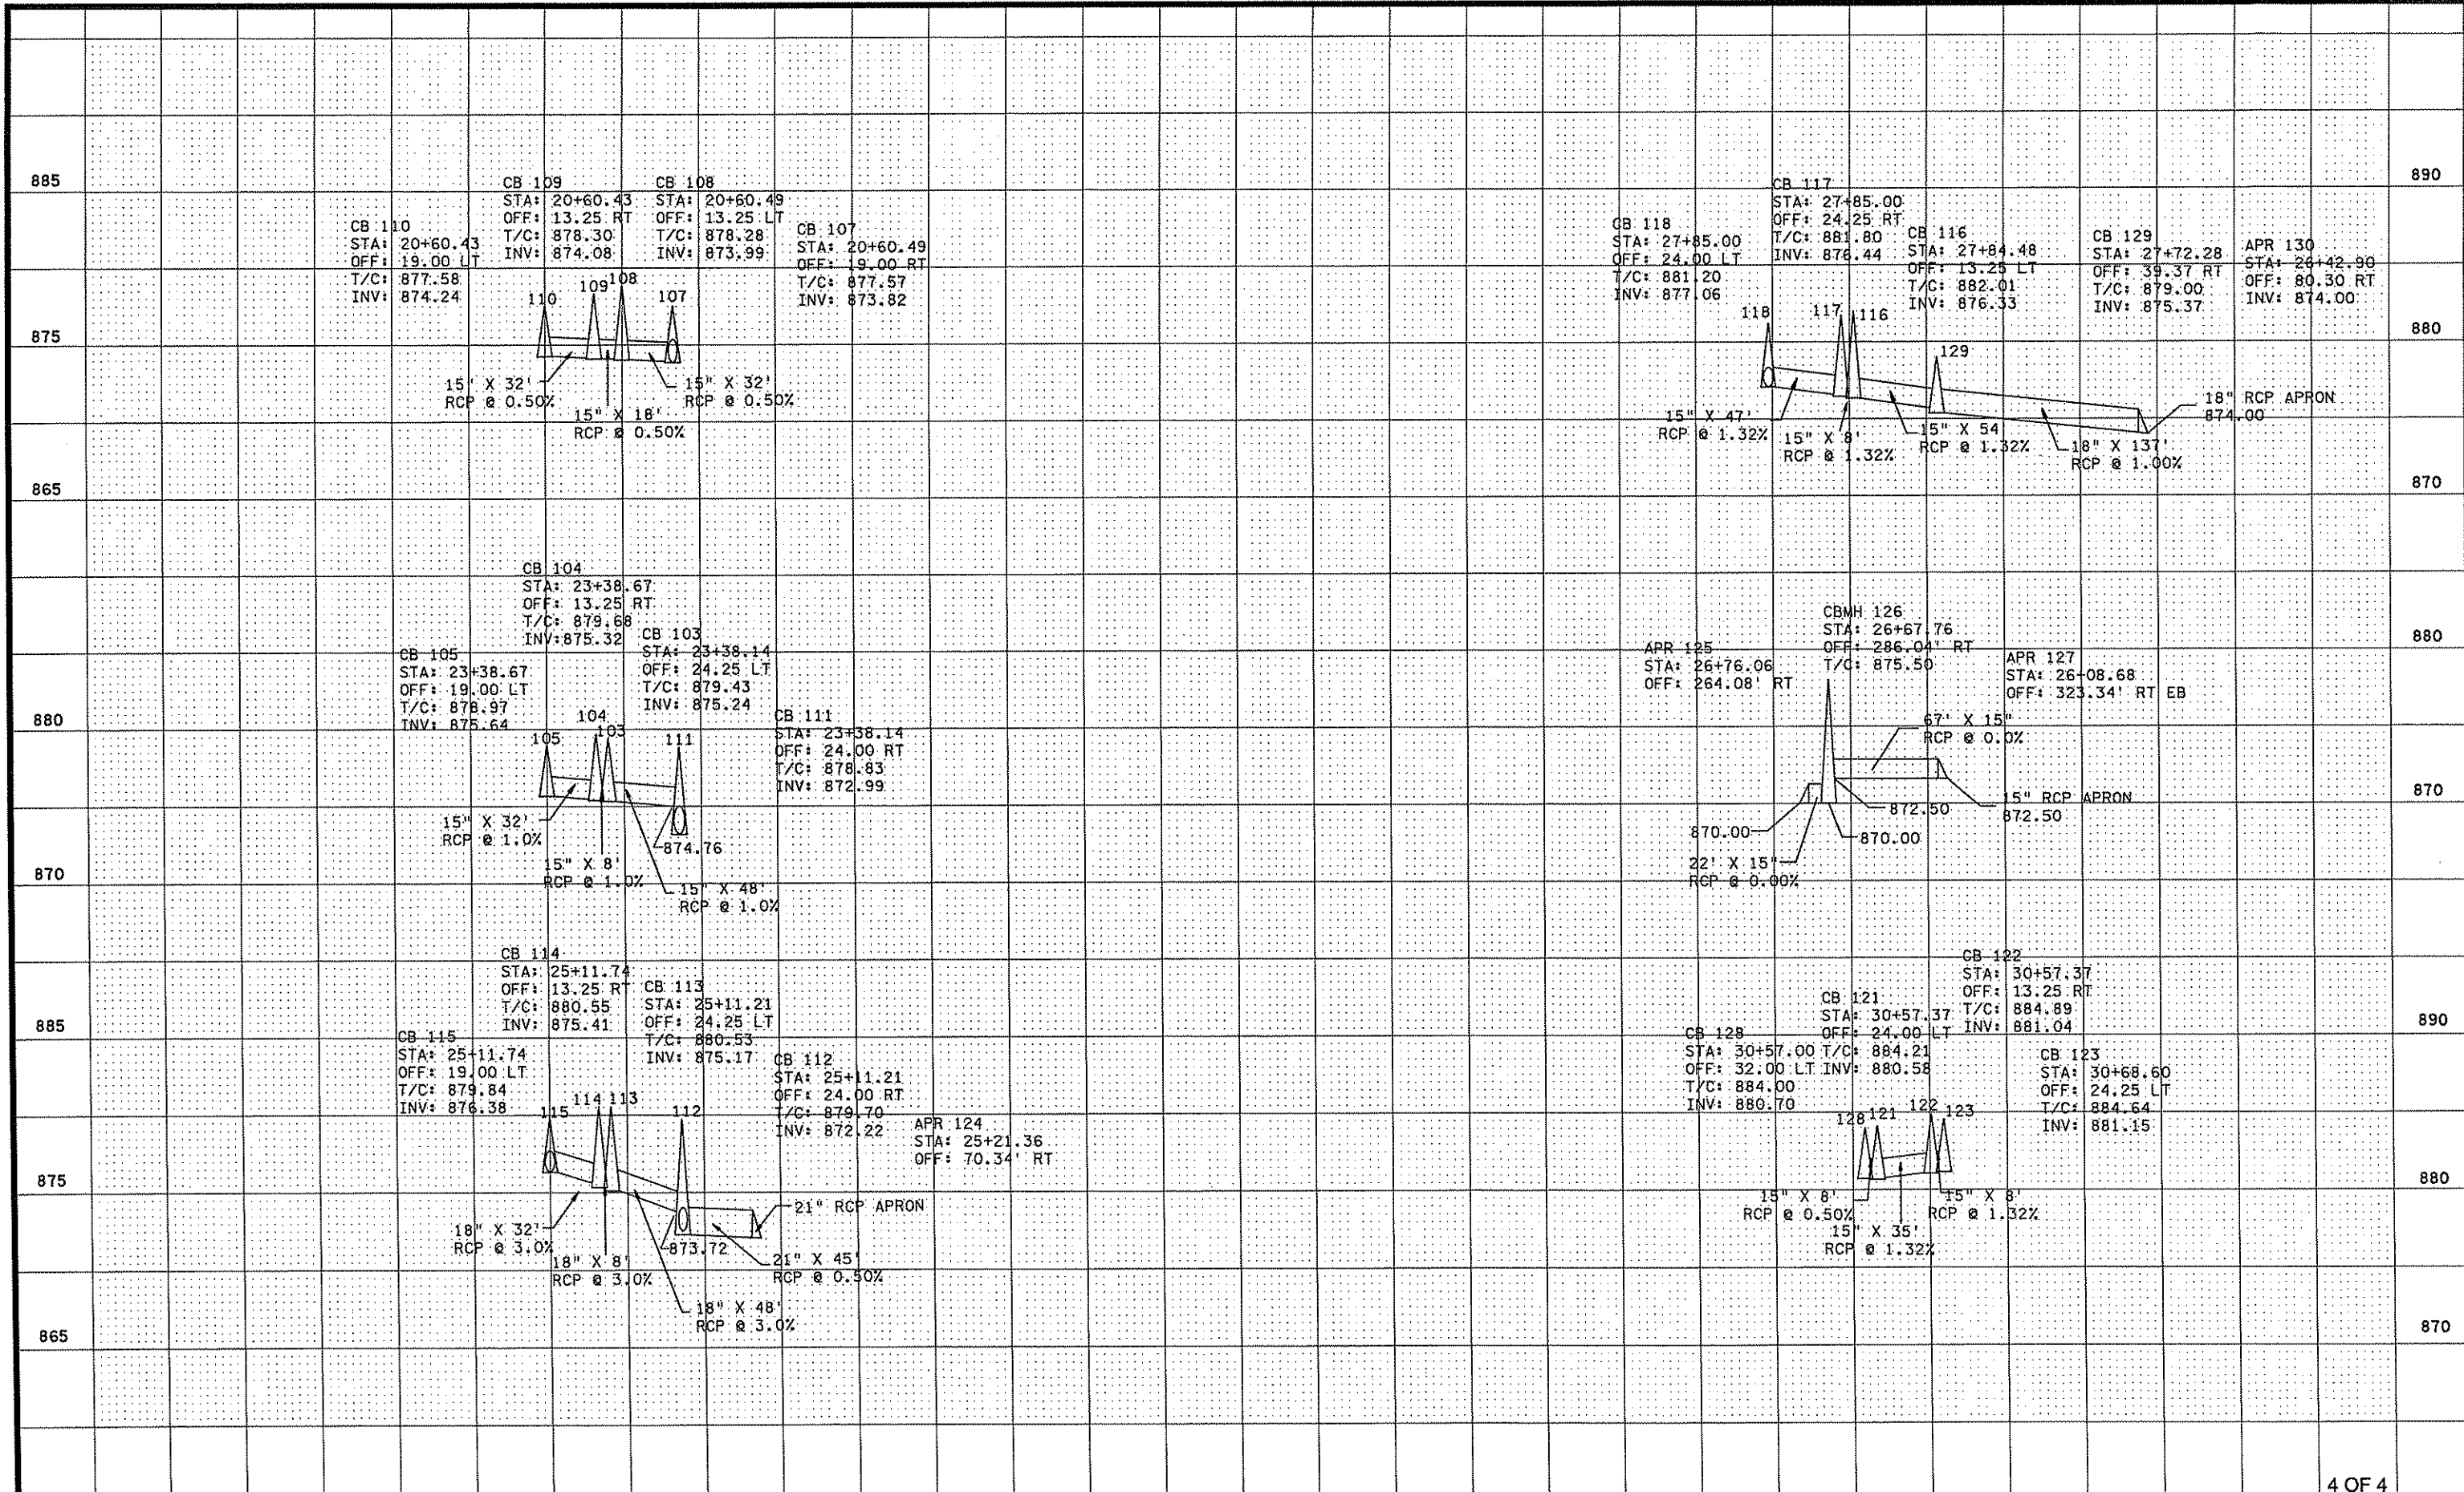 885
CB 110
STA: 20+60.43
OFF: 19.00 LT
T/C: 877.58
INV: 874.24
CB 109
STA: 20+60.43
OFF: 13.25 RT
T/C: 878.30
INV: 874.08
CB 108
STA: 20+60.49
OFF: 13.25 LT
T/C: 878.28
INV: 873.99
CB 107
STA: 20+60.49
OFF: 19.00 RT
T/C: 877.57
INV: 873.82
110
109
108
107
875
15" X 32'
RCP @ 0.50%
15" X 18'
RCP @ 0.50%
15" X 32'
RCP @ 0.50%
865
CB 118
STA: 27+85.00
OFF: 24.00 LT
T/C: 881.20
INV: 877.06
CB 117
STA: 27+85.00
OFF: 24.25 RT
T/C: 881.80
INV: 876.44
CB 116
STA: 27+84.48
OFF: 13.25 LT
T/C: 882.01
INV: 876.33
CB 129
STA: 27+72.28
OFF: 39.37 RT
T/C: 879.00
INV: 875.37
APR 130
STA: 26+42.90
OFF: 80.30 RT
INV: 874.00
890
118
117
116
129
880
15" X 47'
RCP @ 1.32%
15" X 8'
RCP @ 1.32%
15" X 54
RCP @ 1.32%
18" X 137'
RCP @ 1.00%
18" RCP APRON
874.00
870
CB 104
STA: 23+38.67
OFF: 13.25 RT
T/C: 879.68
INV:875.32
CB 105
STA: 23+38.67
OFF: 19.00 LT
T/C: 878.97
INV: 875.64
CB 103
STA: 23+38.14
OFF: 24.25 LT
T/C: 879.43
INV: 875.24
CB 111
STA: 23+38.14
OFF: 24.00 RT
T/C: 878.83
INV: 872.99
880
105
104
103
111
15" X 32'
RCP @ 1.0%
15" X 8'
RCP @ 1.0%
874.76
15" X 48'
RCP @ 1.0%
870
APR 125
STA: 26+76.06
OFF: 264.08' RT
CBMH 126
STA: 26+67.76
OFF: 286.04' RT
T/C: 875.50
APR 127
STA: 26+08.68
OFF: 323.34' RT EB
880
67' X 15"
RCP @ 0.0%
870
872.50
15" RCP APRON
872.50
870.00
870.00
22' X 15"
RCP @ 0.00%
CB 114
STA: 25+11.74
OFF: 13.25 RT
T/C: 880.55
INV: 875.41
CB 113
STA: 25+11.21
OFF: 24.25 LT
T/C: 880.53
INV: 875.17
885
CB 115
STA: 25+11.74
OFF: 19.00 LT
T/C: 879.84
INV: 876.38
CB 112
STA: 25+11.21
OFF: 24.00 RT
T/C: 879.70
INV: 872.22
APR 124
STA: 25+21.36
OFF: 70.34' RT
115
114
113
112
875
18" X 32'
RCP @ 3.0%
18" X 8'
RCP @ 3.0%
873.72
21" RCP APRON
21" X 45'
RCP @ 0.50%
18" X 48'
RCP @ 3.0%
865
CB 122
STA: 30+57.37
OFF: 13.25 RT
T/C: 884.89
INV: 881.04
CB 121
STA: 30+57.37
OFF: 24.00 LT
T/C: 884.21
INV: 880.58
CB 128
STA: 30+57.00
OFF: 32.00 LT
T/C: 884.00
INV: 880.70
CB 123
STA: 30+68.60
OFF: 24.25 LT
T/C: 884.64
INV: 881.15
890
128
121
122
123
880
15" X 8'
RCP @ 0.50%
15" X 35'
RCP @ 1.32%
15" X 8'
RCP @ 1.32%
870
4 OF 4